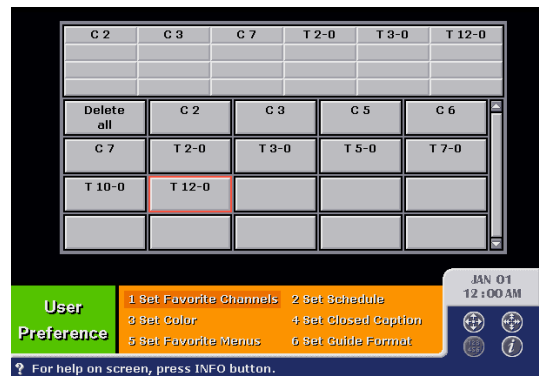 C 2 C 3 C 7 T 2-0 T 3-0 T 12-0
Delete all C 2 C 3 C 5 C 6
C 7 T 2-0 T 3-0 T 5-0 T 7-0
T 10-0 T 12-0
JAN 01
12:00 AM
User Preference
1 Set Favorite Channels 2 Set Schedule
3 Set Color 4 Set Closed Caption
5 Set Favorite Menus 6 Set Guide Format
i
? For help on screen, press INFO button.